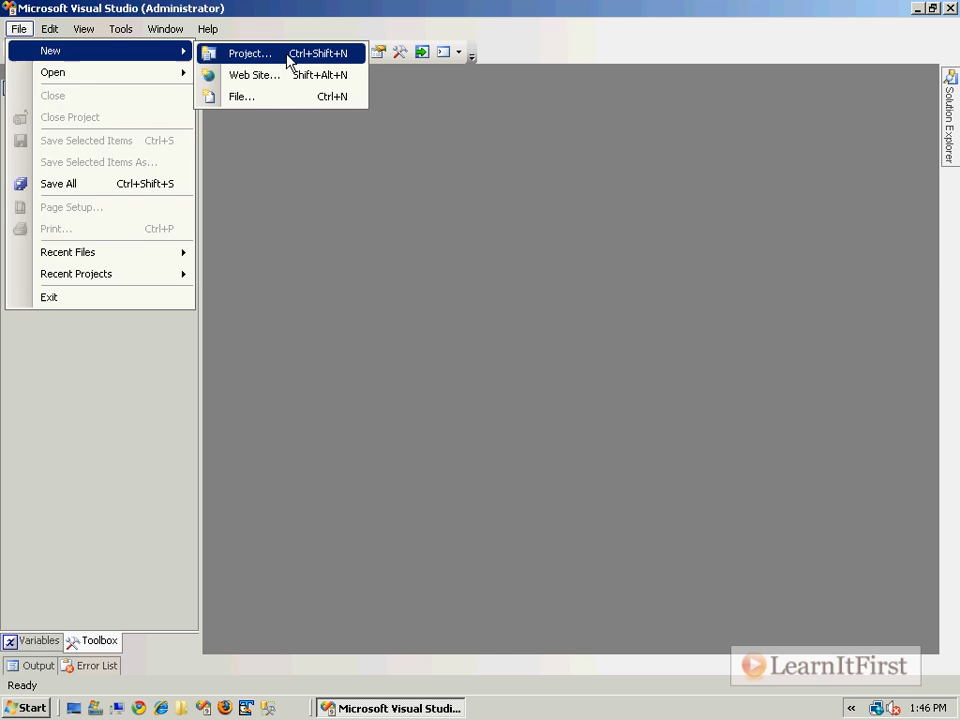 Microsoft Visual Studio (Administrator)
File Edit View Tools Window Help
New
Open
Close
Close Project
Save Selected Items Ctrl+S
Save Selected Items As...
Save All Ctrl+Shift+S
Page Setup...
Print... Ctrl+P
Recent Files
Recent Projects
Exit
Project... Ctrl+Shift+N
Web Site... Shift+Alt+N
File... Ctrl+N
Solution Explorer
Variables Toolbox
Output Error List
LearnItFirst
Ready
Start Microsoft Visual Studi... « 1:46 PM